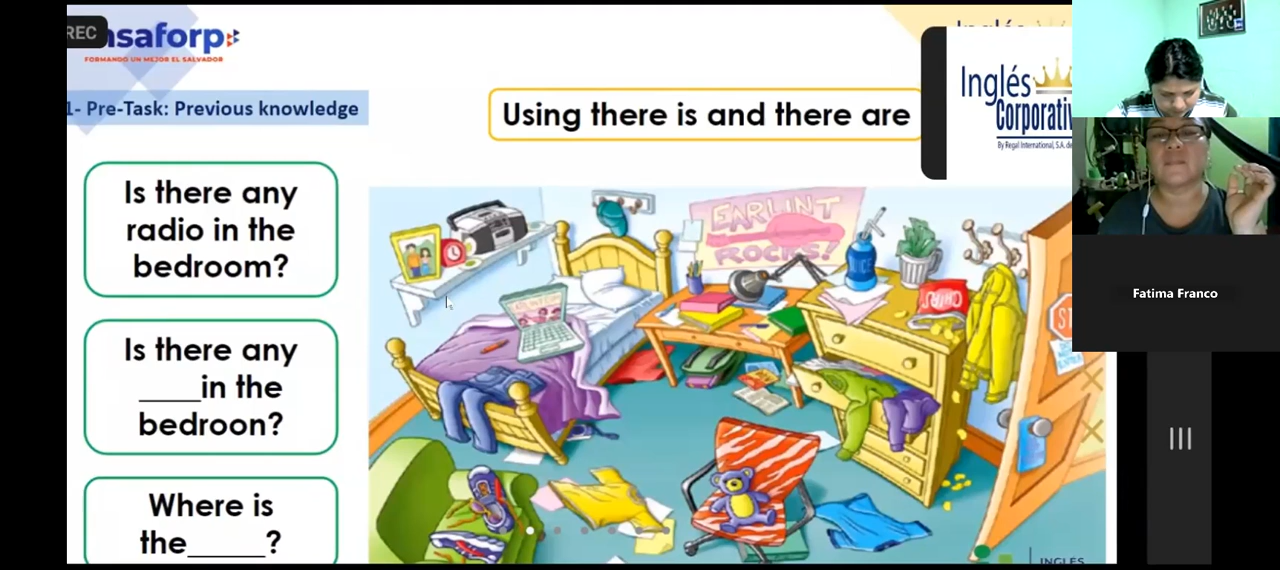 REC
nsaforp
FORMANDO UN MEJOR EL SALVADOR
1- Pre-Task: Previous knowledge
Using there is and there are
Inglés
Corporativ
By Regal International, S.A. de
Is there any
radio in the
bedroom?
Is there any
____in the
bedroon?
Where is
the_____?
EARLINT
ROCKS!
Fatima Franco
INGLES